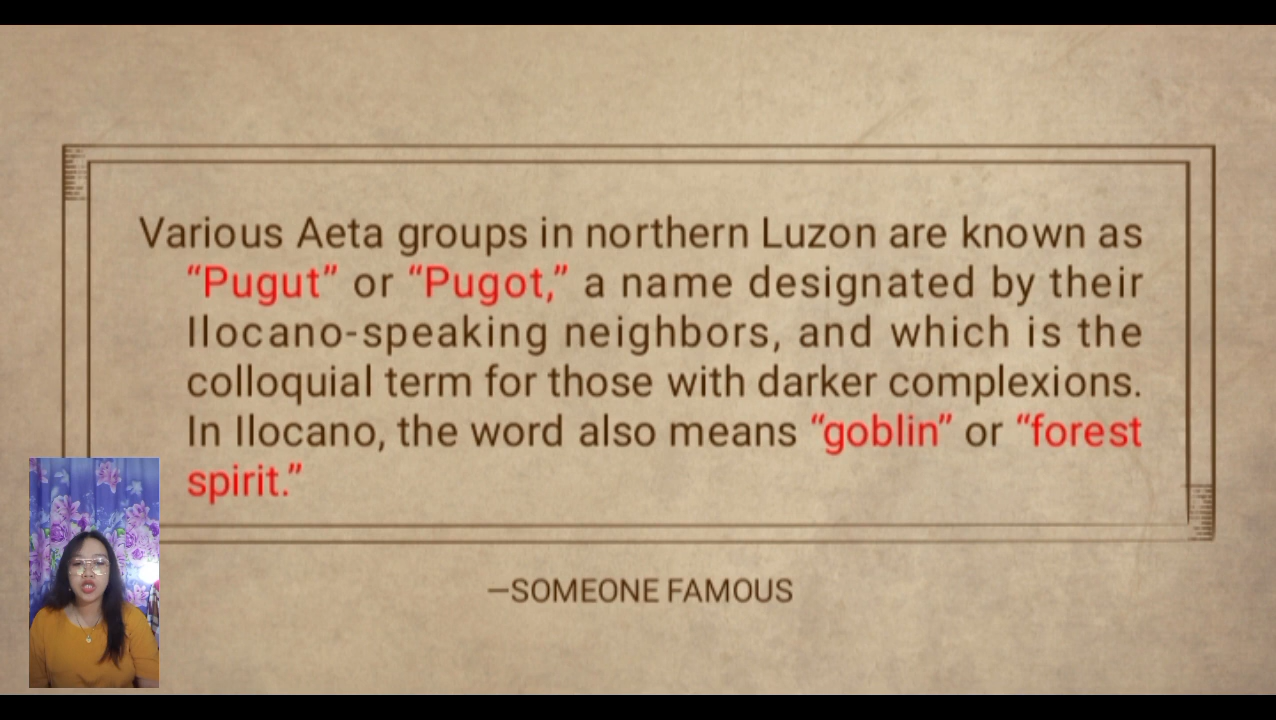 Various Aeta groups in northern Luzon are known as
“Pugut” or “Pugot,” a name designated by their
Ilocano-speaking neighbors, and which is the
colloquial term for those with darker complexions.
In Ilocano, the word also means “goblin” or “forest
spirit.”
—SOMEONE FAMOUS